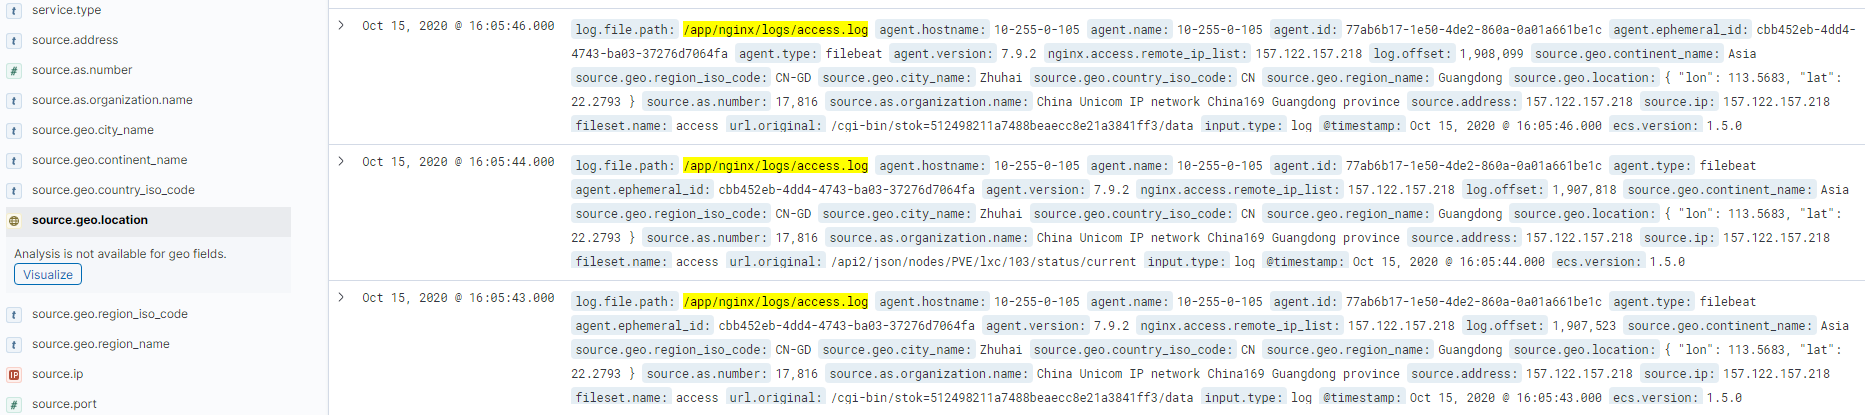 service.type
source.address
source.as.number
source.as.organization.name
source.geo.city_name
source.geo.continent_name
source.geo.country_iso_code
source.geo.location
Analysis is not available for geo fields.
Visualize
source.geo.region_iso_code
source.geo.region_name
source.ip
source.port
Oct 15, 2020 @ 16:05:46.000
log.file.path: /app/nginx/logs/access.log agent.hostname: 10-255-0-105 agent.name: 10-255-0-105 agent.id: 77ab6b17-1e50-4de2-860a-0a01a661be1c agent.ephemeral_id: cbb452eb-4dd4-
4743-ba03-37276d7064fa agent.type: filebeat agent.version: 7.9.2 nginx.access.remote_ip_list: 157.122.157.218 log.offset: 1,908,099 source.geo.continent_name: Asia
source.geo.region_iso_code: CN-GD source.geo.city_name: Zhuhai source.geo.country_iso_code: CN source.geo.region_name: Guangdong source.geo.location: { "lon": 113.5683, "lat":
22.2793 } source.as.number: 17,816 source.as.organization.name: China Unicom IP network China169 Guangdong province source.address: 157.122.157.218 source.ip: 157.122.157.218
fileset.name: access url.original: /cgi-bin/stok=512498211a7488beaecc8e21a3841ff3/data input.type: log @timestamp: Oct 15, 2020 @ 16:05:46.000 ecs.version: 1.5.0
Oct 15, 2020 @ 16:05:44.000
log.file.path: /app/nginx/logs/access.log agent.hostname: 10-255-0-105 agent.name: 10-255-0-105 agent.id: 77ab6b17-1e50-4de2-860a-0a01a661be1c agent.type: filebeat
agent.ephemeral_id: cbb452eb-4dd4-4743-ba03-37276d7064fa agent.version: 7.9.2 nginx.access.remote_ip_list: 157.122.157.218 log.offset: 1,907,818 source.geo.continent_name: Asia
source.geo.region_iso_code: CN-GD source.geo.city_name: Zhuhai source.geo.country_iso_code: CN source.geo.region_name: Guangdong source.geo.location: { "lon": 113.5683, "lat":
22.2793 } source.as.number: 17,816 source.as.organization.name: China Unicom IP network China169 Guangdong province source.address: 157.122.157.218 source.ip: 157.122.157.218
fileset.name: access url.original: /api2/json/nodes/PVE/lxc/103/status/current input.type: log @timestamp: Oct 15, 2020 @ 16:05:44.000 ecs.version: 1.5.0
Oct 15, 2020 @ 16:05:43.000
log.file.path: /app/nginx/logs/access.log agent.hostname: 10-255-0-105 agent.name: 10-255-0-105 agent.id: 77ab6b17-1e50-4de2-860a-0a01a661be1c agent.type: filebeat
agent.ephemeral_id: cbb452eb-4dd4-4743-ba03-37276d7064fa agent.version: 7.9.2 nginx.access.remote_ip_list: 157.122.157.218 log.offset: 1,907,523 source.geo.continent_name: Asia
source.geo.region_iso_code: CN-GD source.geo.city_name: Zhuhai source.geo.country_iso_code: CN source.geo.region_name: Guangdong source.geo.location: { "lon": 113.5683, "lat":
22.2793 } source.as.number: 17,816 source.as.organization.name: China Unicom IP network China169 Guangdong province source.address: 157.122.157.218 source.ip: 157.122.157.218
fileset.name: access url.original: /cgi-bin/stok=512498211a7488beaecc8e21a3841ff3/data input.type: log @timestamp: Oct 15, 2020 @ 16:05:43.000 ecs.version: 1.5.0